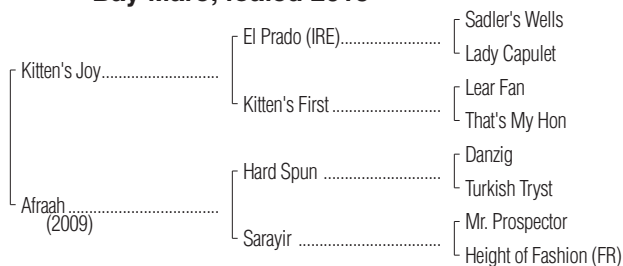 Bay Mare; foaled
Sadler's Wells
El Prado (IRE)
Lady Capulet
Kitten's Joy
Lear Fan
Kitten's First
That's My Hon
Danzig
Hard Spun
Turkish Tryst
Afraah
(2009)
Mr. Prospector
Sarayir
Height of Fashion (FR)